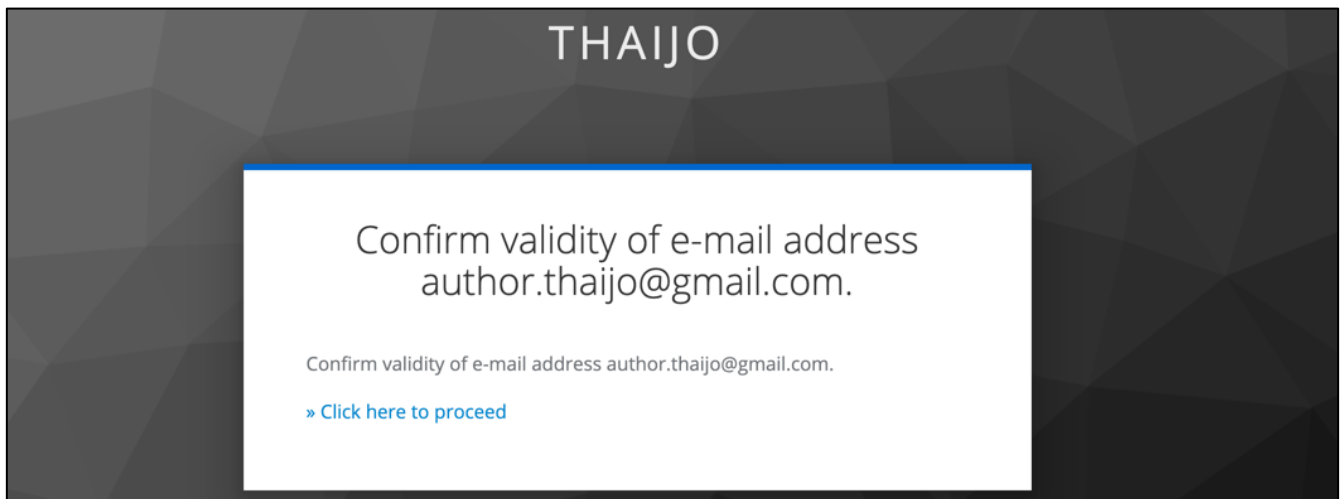 THAIJO
Confirm validity of e-mail address
author.thaijo@gmail.com.
Confirm validity of e-mail address author.thaijo@gmail.com.
» Click here to proceed